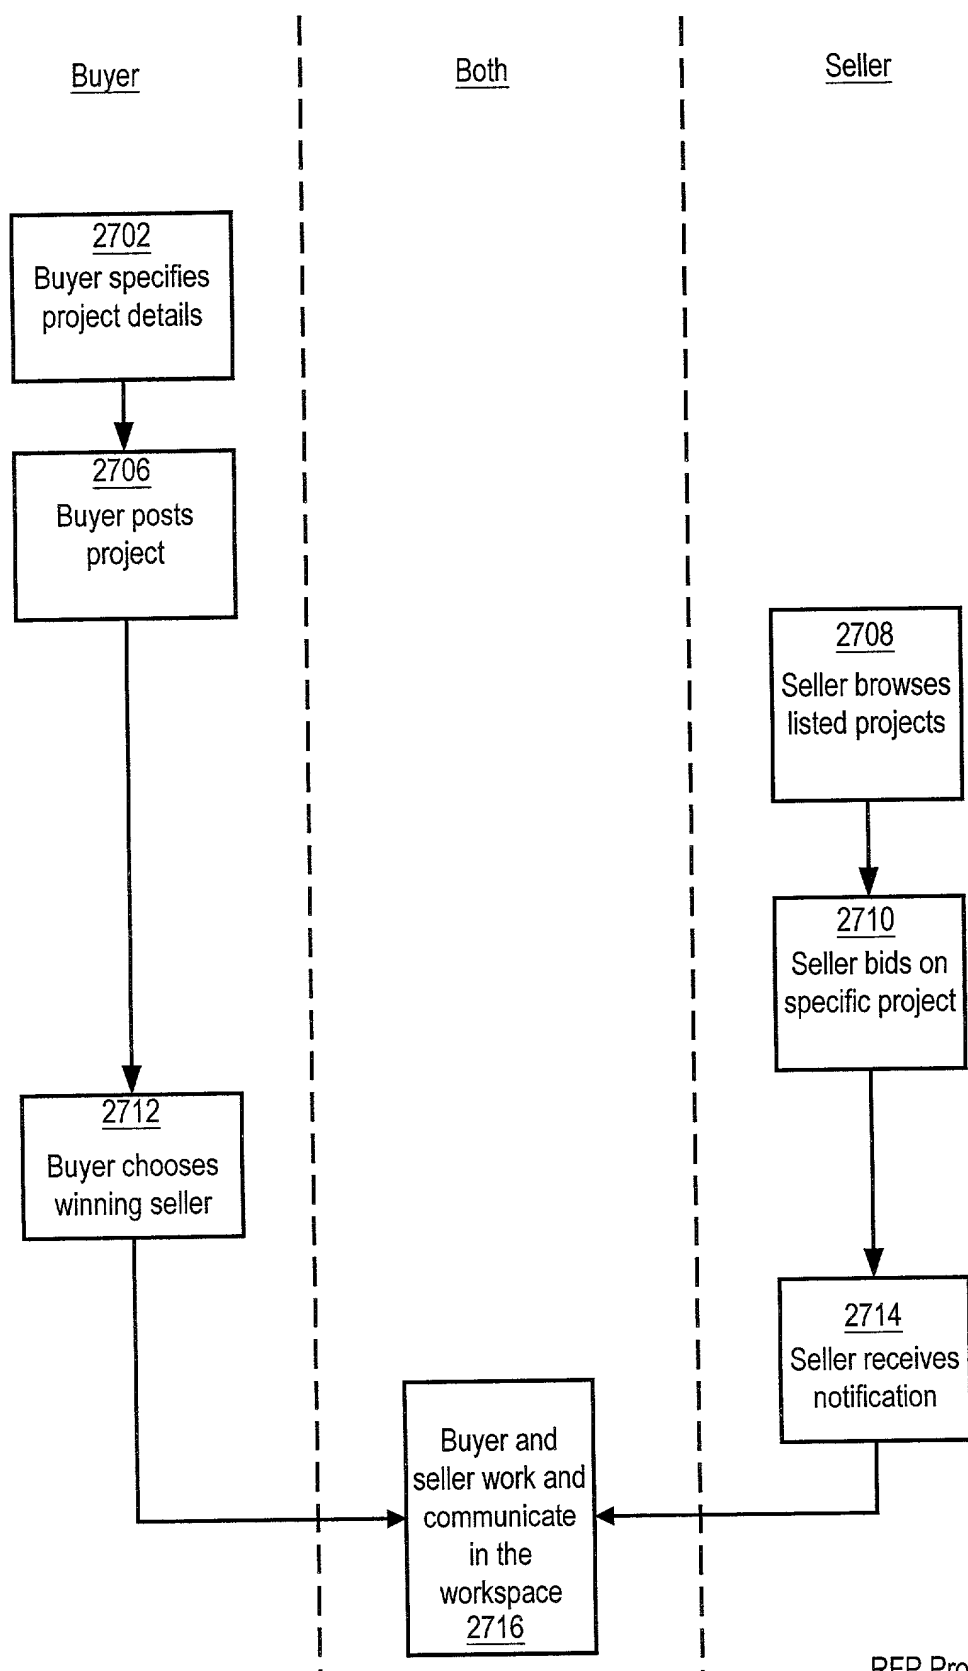 Buyer
Both
Seller
2702
Buyer specifies
project details
2706
Buyer posts
project
2708
Seller browses
listed projects
2710
Seller bids on
specific project
2712
Buyer chooses
winning seller
2714
Seller receives
notification
Buyer and
seller work and
communicate
in the
workspace
2716
RFP Pro